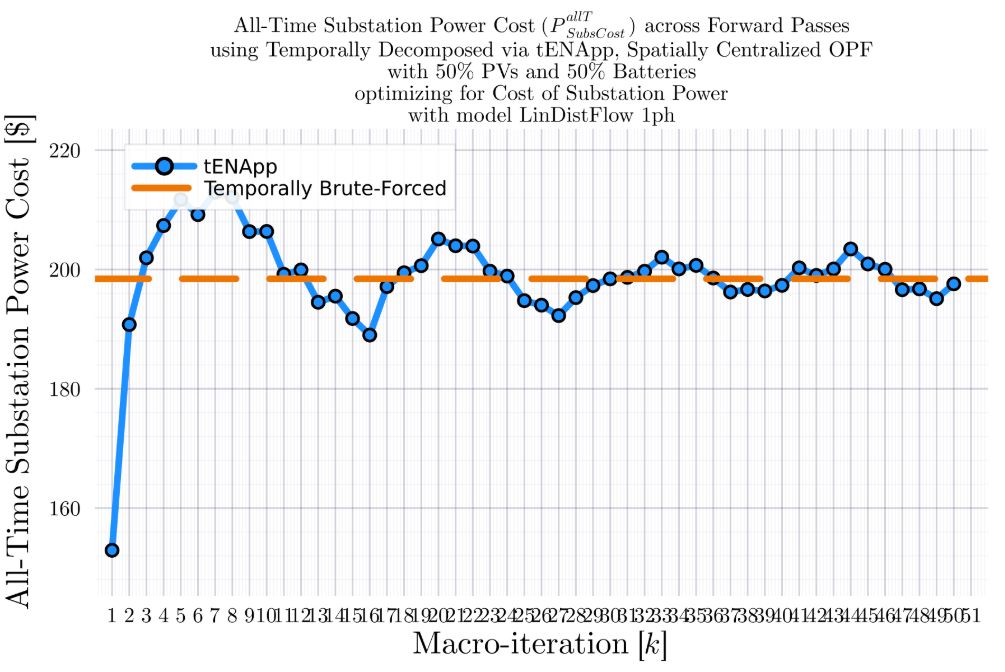 All-Time Substation Power Cost (P^{allT}_{SubsCost}) across Forward Passes
using Temporally Decomposed via tENApp, Spatially Centralized OPF
with 50% PVs and 50% Batteries
optimizing for Cost of Substation Power
with model LinDistFlow 1ph
All-Time Substation Power Cost [$]
220
200
180
160
tENApp
Temporally Brute-Forced
1 2 3 4 5 6 7 8 9 10 11 12 13 14 15 16 17 18 19 20 21 22 23 24 25 26 27 28 29 30 31 32 33 34 35 36 37 38 39 40 41 42 43 44 45 46 47 48 49 50 51
Macro-iteration [k]